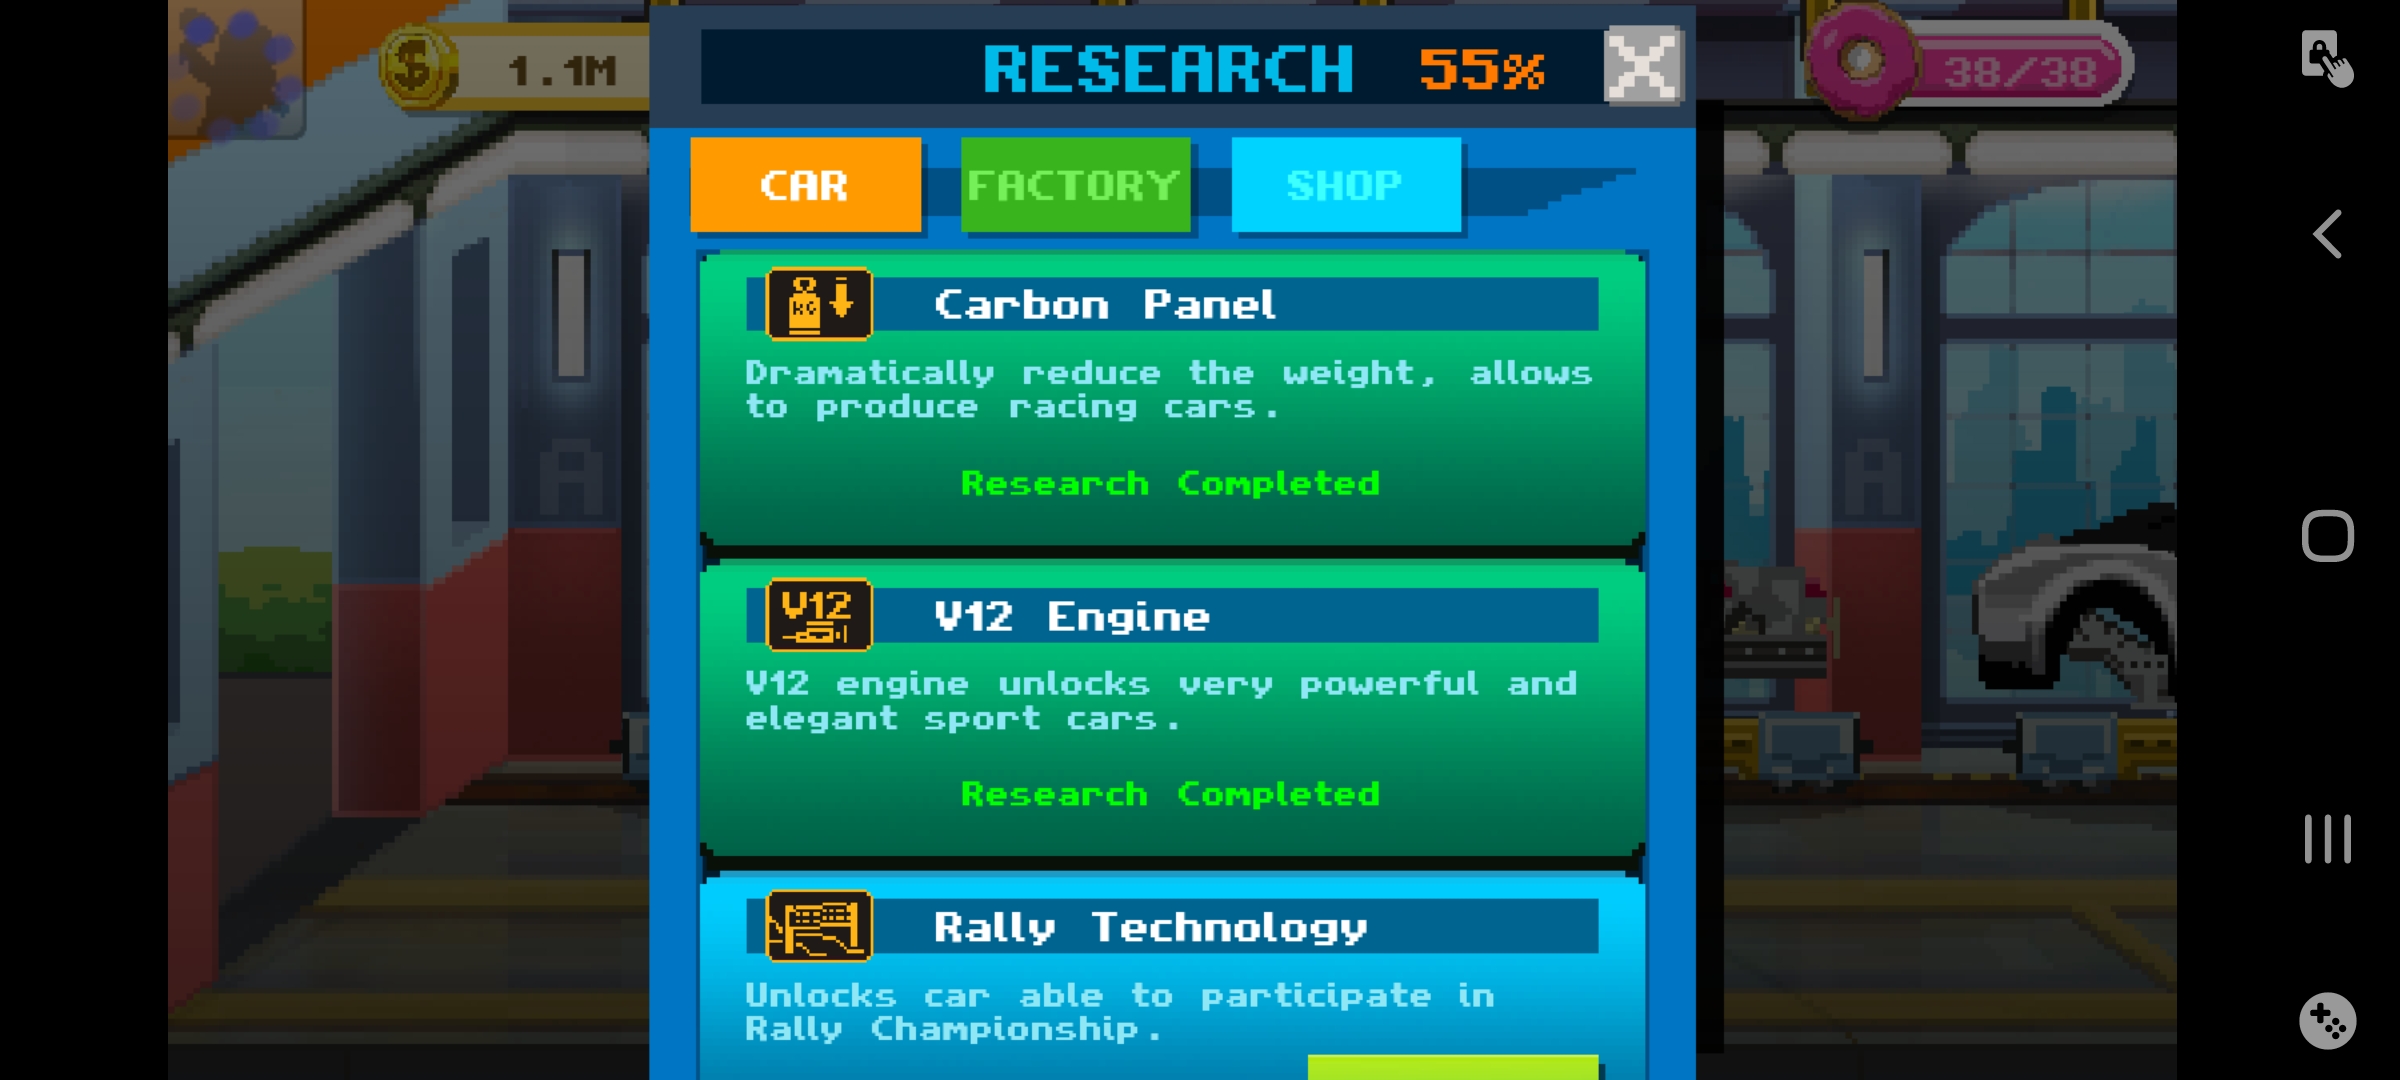 1.1M
RESEARCH 55%
38/38
CAR
FACTORY
SHOP
KG
Carbon Panel
Dramatically reduce the weight, allows
to produce racing cars.
Research Completed
V12
V12 Engine
V12 engine unlocks very powerful and
elegant sport cars.
Research Completed
Rally Technology
Unlocks car able to participate in
Rally Championship.
A
A